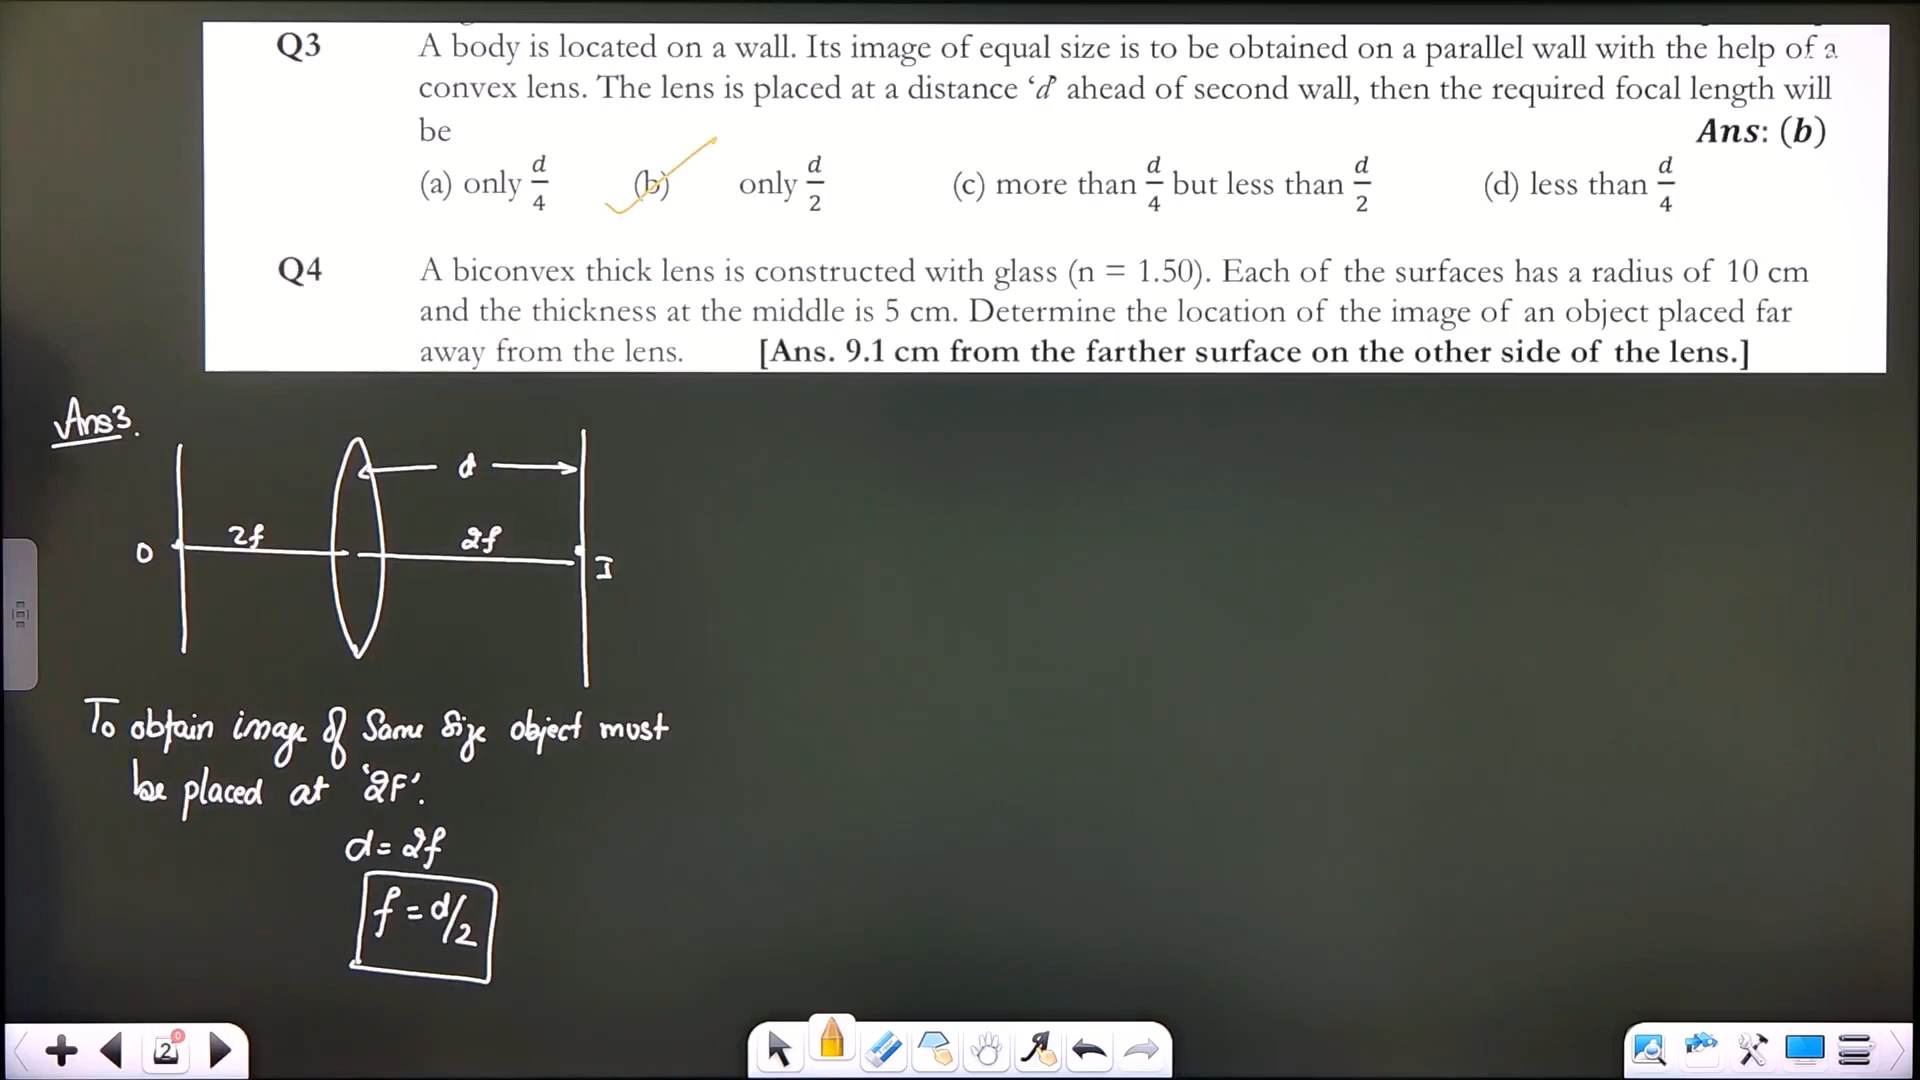 Q3 A body is located on a wall. Its image of equal size is to be obtained on a parallel wall with the help of a
convex lens. The lens is placed at a distance ‘d’ ahead of second wall, then the required focal length will
be Ans: (b)
(a) only d/4 (b) only d/2 (c) more than d/4 but less than d/2 (d) less than d/4
Q4 A biconvex thick lens is constructed with glass (n = 1.50). Each of the surfaces has a radius of 10 cm
and the thickness at the middle is 5 cm. Determine the location of the image of an object placed far
away from the lens. [Ans. 9.1 cm from the farther surface on the other side of the lens.]
Ans3.
d
2f 2f
O I
To obtain image of Same Size object must
be placed at '2F'.
d = 2f
f = d/2
2 0